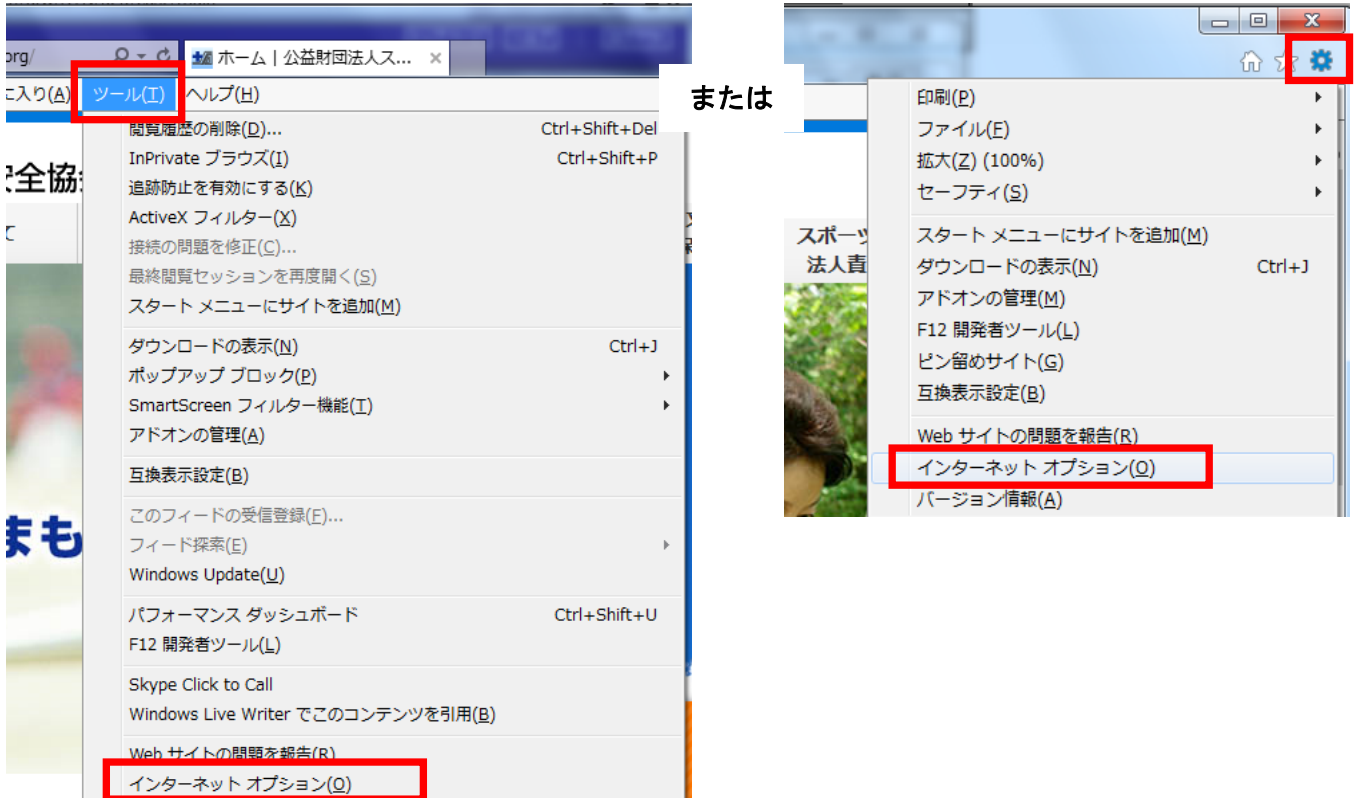 org/
ホーム | 公益財団法人ス...
に入り(A)
ツール(T)
ヘルプ(H)
閲覧履歴の削除(D)... Ctrl+Shift+Del
InPrivate ブラウズ(I) Ctrl+Shift+P
追跡防止を有効にする(K)
ActiveX フィルター(X)
接続の問題を修正(C)...
最終閲覧セッションを再度開く(S)
スタート メニューにサイトを追加(M)
ダウンロードの表示(N) Ctrl+J
ポップアップ ブロック(P)
SmartScreen フィルター機能(T)
アドオンの管理(A)
互換表示設定(B)
このフィードの受信登録(F)...
フィード探索(E)
Windows Update(U)
パフォーマンス ダッシュボード Ctrl+Shift+U
F12 開発者ツール(L)
Skype Click to Call
Windows Live Writer でこのコンテンツを引用(B)
Web サイトの問題を報告(R)
インターネット オプション(O)
安全協会
まも
または
印刷(P)
ファイル(F)
拡大(Z) (100%)
セーフティ(S)
スタート メニューにサイトを追加(M)
ダウンロードの表示(N) Ctrl+J
アドオンの管理(M)
F12 開発者ツール(L)
ピン留めサイト(G)
互換表示設定(B)
Web サイトの問題を報告(R)
インターネット オプション(O)
バージョン情報(A)
スポーツ
法人責